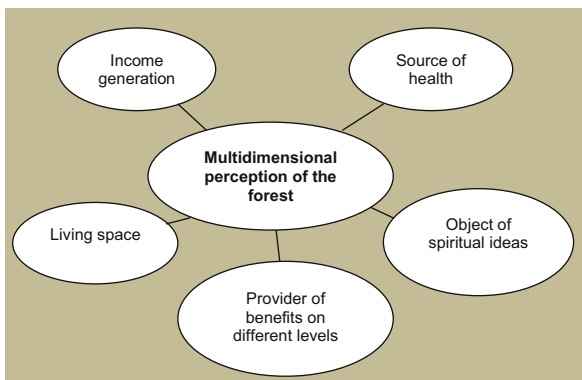 Income
generation
Source of
health
Multidimensional
perception of the
forest
Living space
Object of
spiritual ideas
Provider of
benefits on
different levels